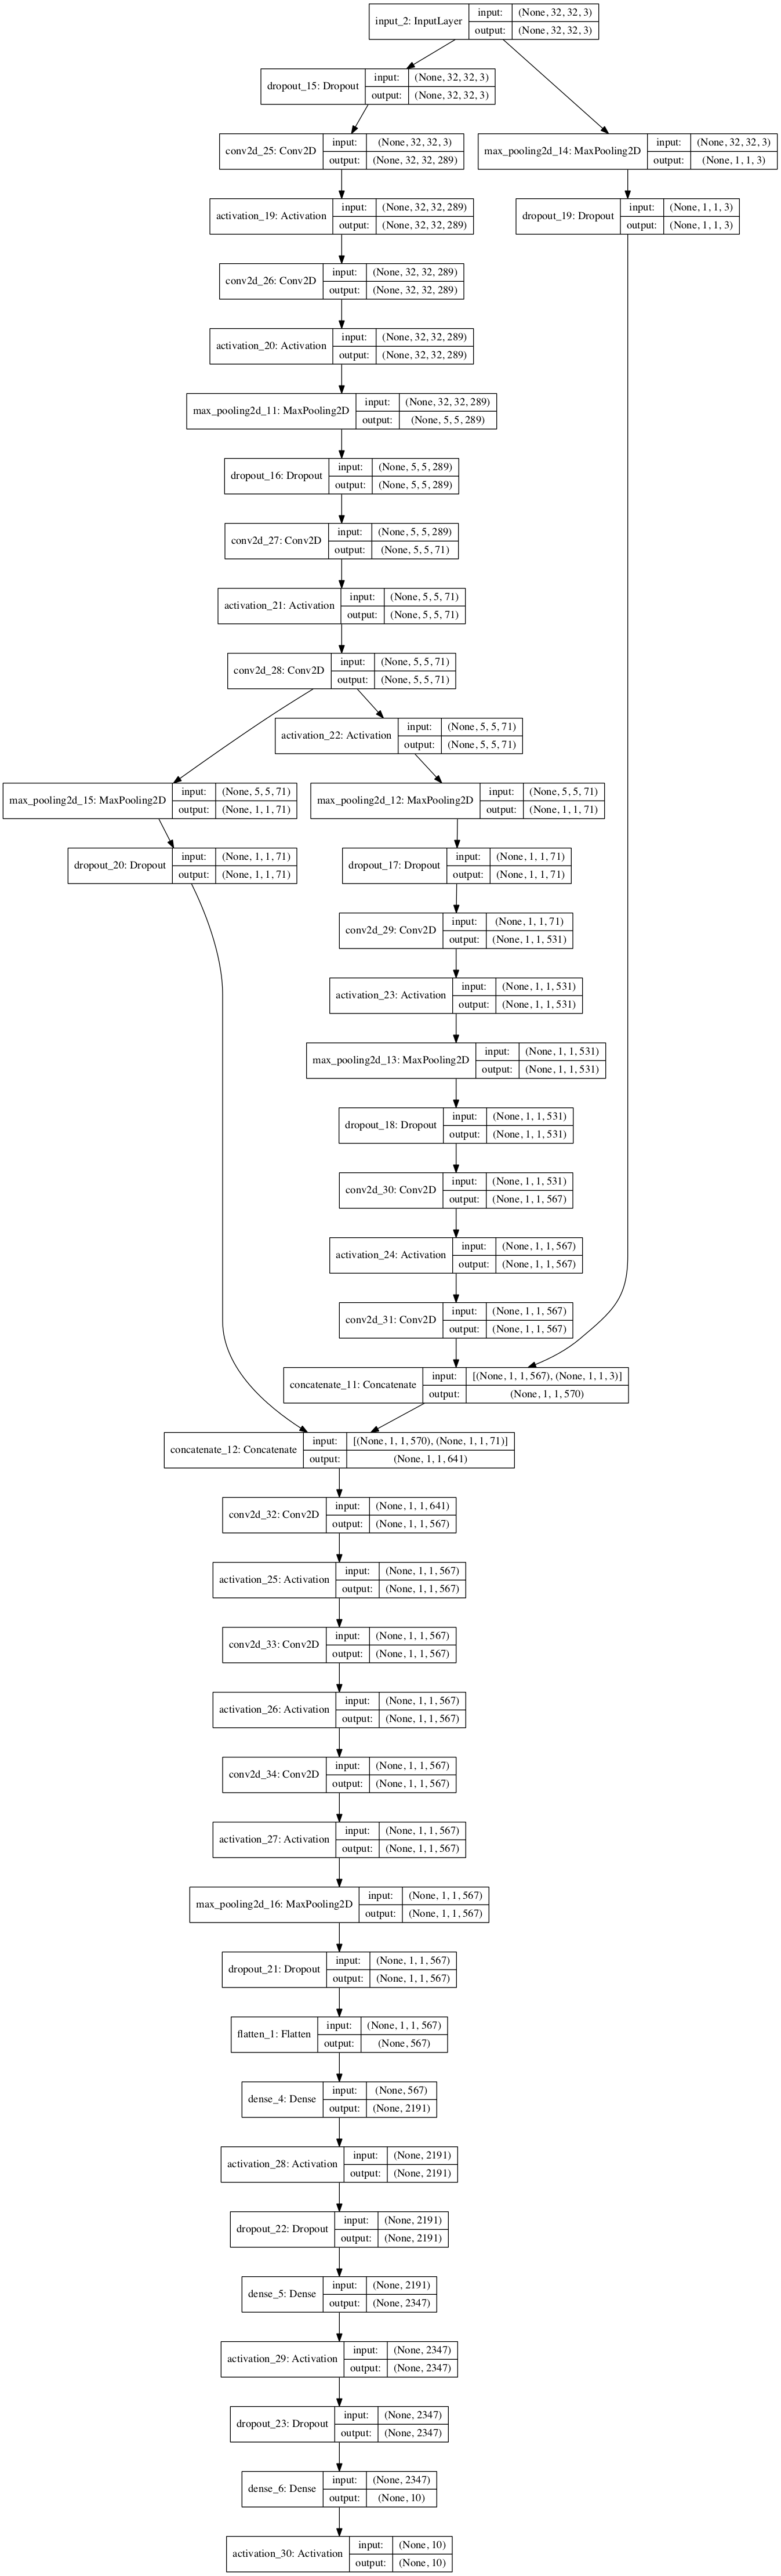 input_2: InputLayer
input: (None, 32, 32, 3)
output: (None, 32, 32, 3)
dropout_15: Dropout
input: (None, 32, 32, 3)
output: (None, 32, 32, 3)
conv2d_25: Conv2D
input: (None, 32, 32, 3)
output: (None, 32, 32, 289)
max_pooling2d_14: MaxPooling2D
input: (None, 32, 32, 3)
output: (None, 1, 1, 3)
activation_19: Activation
input: (None, 32, 32, 289)
output: (None, 32, 32, 289)
dropout_19: Dropout
input: (None, 1, 1, 3)
output: (None, 1, 1, 3)
conv2d_26: Conv2D
input: (None, 32, 32, 289)
output: (None, 32, 32, 289)
activation_20: Activation
input: (None, 32, 32, 289)
output: (None, 32, 32, 289)
max_pooling2d_11: MaxPooling2D
input: (None, 32, 32, 289)
output: (None, 5, 5, 289)
dropout_16: Dropout
input: (None, 5, 5, 289)
output: (None, 5, 5, 289)
conv2d_27: Conv2D
input: (None, 5, 5, 289)
output: (None, 5, 5, 71)
activation_21: Activation
input: (None, 5, 5, 71)
output: (None, 5, 5, 71)
conv2d_28: Conv2D
input: (None, 5, 5, 71)
output: (None, 5, 5, 71)
activation_22: Activation
input: (None, 5, 5, 71)
output: (None, 5, 5, 71)
max_pooling2d_15: MaxPooling2D
input: (None, 5, 5, 71)
output: (None, 1, 1, 71)
max_pooling2d_12: MaxPooling2D
input: (None, 5, 5, 71)
output: (None, 1, 1, 71)
dropout_20: Dropout
input: (None, 1, 1, 71)
output: (None, 1, 1, 71)
dropout_17: Dropout
input: (None, 1, 1, 71)
output: (None, 1, 1, 71)
conv2d_29: Conv2D
input: (None, 1, 1, 71)
output: (None, 1, 1, 531)
activation_23: Activation
input: (None, 1, 1, 531)
output: (None, 1, 1, 531)
max_pooling2d_13: MaxPooling2D
input: (None, 1, 1, 531)
output: (None, 1, 1, 531)
dropout_18: Dropout
input: (None, 1, 1, 531)
output: (None, 1, 1, 531)
conv2d_30: Conv2D
input: (None, 1, 1, 531)
output: (None, 1, 1, 567)
activation_24: Activation
input: (None, 1, 1, 567)
output: (None, 1, 1, 567)
conv2d_31: Conv2D
input: (None, 1, 1, 567)
output: (None, 1, 1, 567)
concatenate_11: Concatenate
input: [(None, 1, 1, 567), (None, 1, 1, 3)]
output: (None, 1, 1, 570)
concatenate_12: Concatenate
input: [(None, 1, 1, 570), (None, 1, 1, 71)]
output: (None, 1, 1, 641)
conv2d_32: Conv2D
input: (None, 1, 1, 641)
output: (None, 1, 1, 567)
activation_25: Activation
input: (None, 1, 1, 567)
output: (None, 1, 1, 567)
conv2d_33: Conv2D
input: (None, 1, 1, 567)
output: (None, 1, 1, 567)
activation_26: Activation
input: (None, 1, 1, 567)
output: (None, 1, 1, 567)
conv2d_34: Conv2D
input: (None, 1, 1, 567)
output: (None, 1, 1, 567)
activation_27: Activation
input: (None, 1, 1, 567)
output: (None, 1, 1, 567)
max_pooling2d_16: MaxPooling2D
input: (None, 1, 1, 567)
output: (None, 1, 1, 567)
dropout_21: Dropout
input: (None, 1, 1, 567)
output: (None, 1, 1, 567)
flatten_1: Flatten
input: (None, 1, 1, 567)
output: (None, 567)
dense_4: Dense
input: (None, 567)
output: (None, 2191)
activation_28: Activation
input: (None, 2191)
output: (None, 2191)
dropout_22: Dropout
input: (None, 2191)
output: (None, 2191)
dense_5: Dense
input: (None, 2191)
output: (None, 2347)
activation_29: Activation
input: (None, 2347)
output: (None, 2347)
dropout_23: Dropout
input: (None, 2347)
output: (None, 2347)
dense_6: Dense
input: (None, 2347)
output: (None, 10)
activation_30: Activation
input: (None, 10)
output: (None, 10)